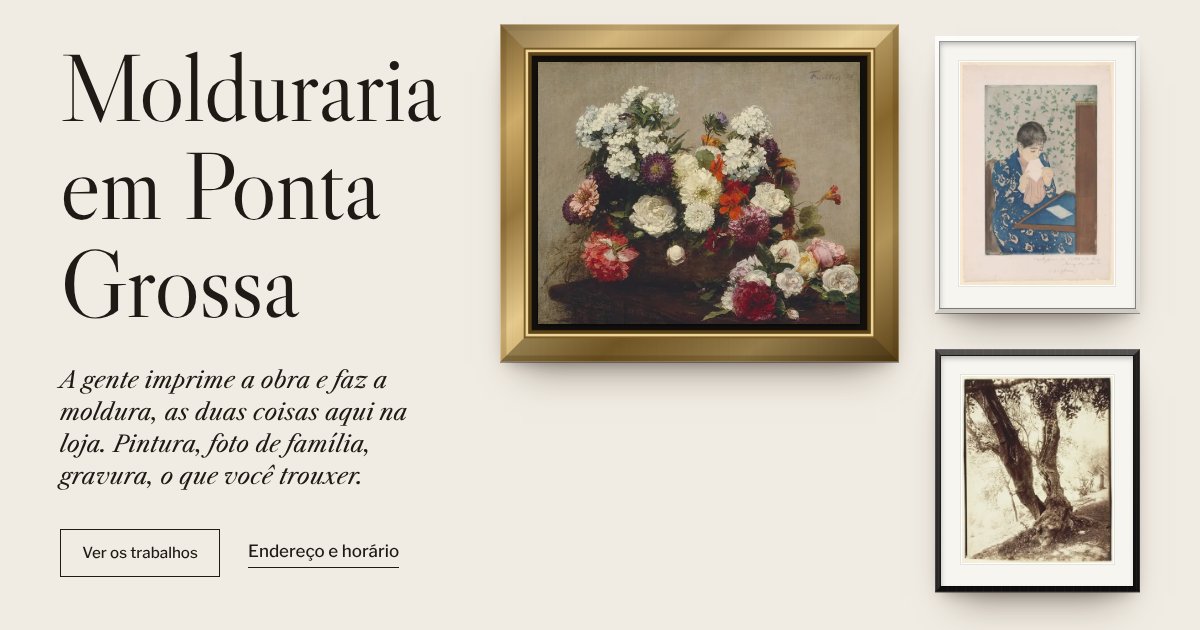 Molduraria
em Ponta
Grossa
A gente imprime a obra e faz a
moldura, as duas coisas aqui na
loja. Pintura, foto de família,
gravura, o que você trouxer.
Ver os trabalhos
Endereço e horário